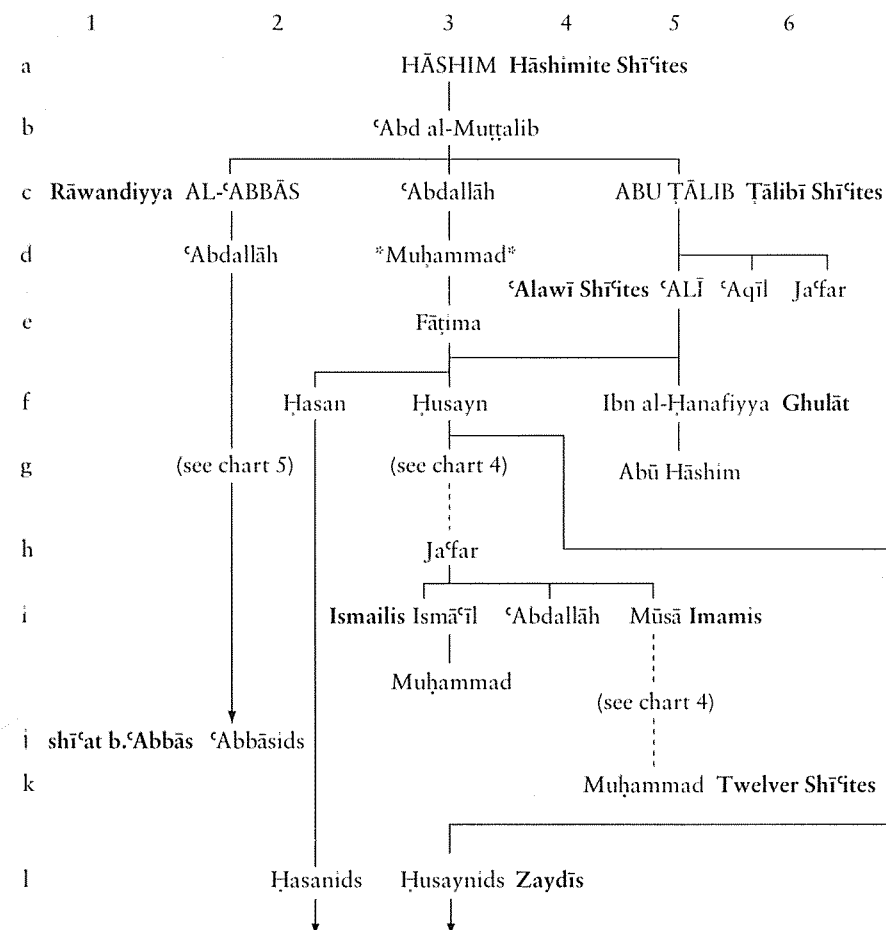 1 2 3 4 5 6
a HĀSHIM Hāshimite Shīʿites
b ʿAbd al-Muṭṭalib
c Rāwandiyya AL-ʿABBĀS ʿAbdallāh ABU ṬĀLIB Ṭālibī Shīʿites
d ʿAbdallāh *Muḥammad*
ʿAlawī Shīʿites ʿALĪ ʿAqīl Jaʿfar
e Fāṭima
f Ḥasan Ḥusayn Ibn al-Ḥanafiyya Ghulāt
g (see chart 5) (see chart 4) Abū Hāshim
h Jaʿfar
i Ismailis Ismāʿīl ʿAbdallāh Mūsā Imamis
Muḥammad
(see chart 4)
j shīʿat b.ʿAbbās ʿAbbāsids
k Muḥammad Twelver Shīʿites
l Ḥasanids Ḥusaynids Zaydīs